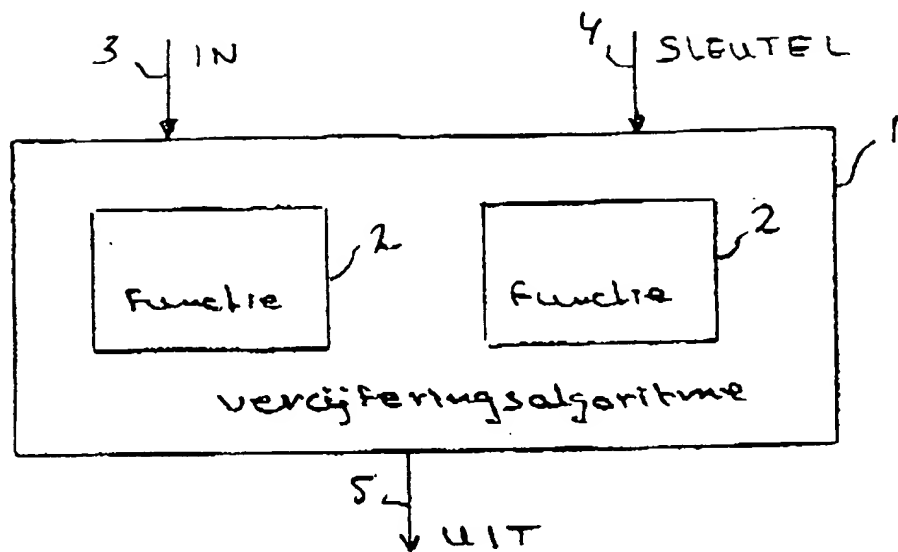 3 IN
4 SLEUTEL
1
2
2
Functie
Functie
vercijferingsalgoritme
5
UIT